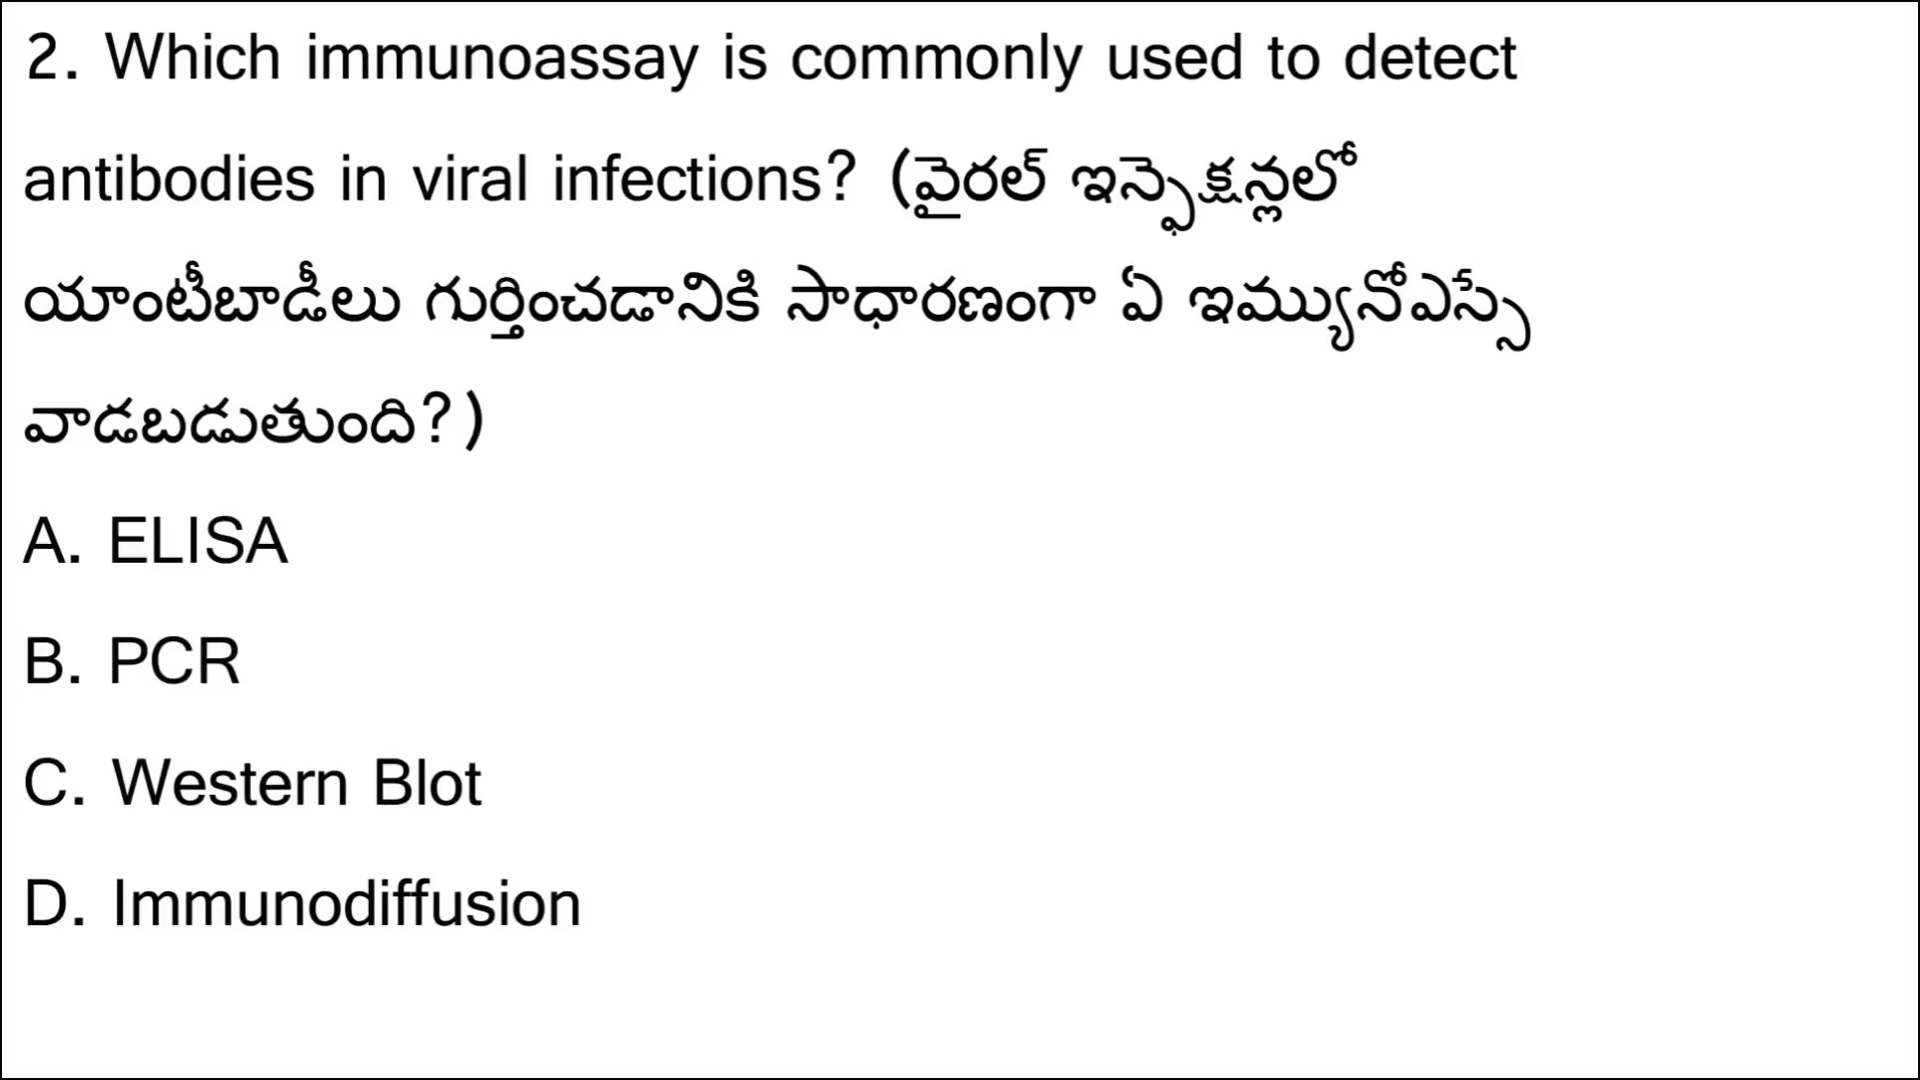 2. Which immunoassay is commonly used to detect
antibodies in viral infections? (వైరల్ ఇన్ఫెక్షన్లలో
యాంటీబాడీలు గుర్తించడానికి సాధారణంగా ఏ ఇమ్యునోఎస్సే
వాడబడుతుంది?)
A. ELISA
B. PCR
C. Western Blot
D. Immunodiffusion